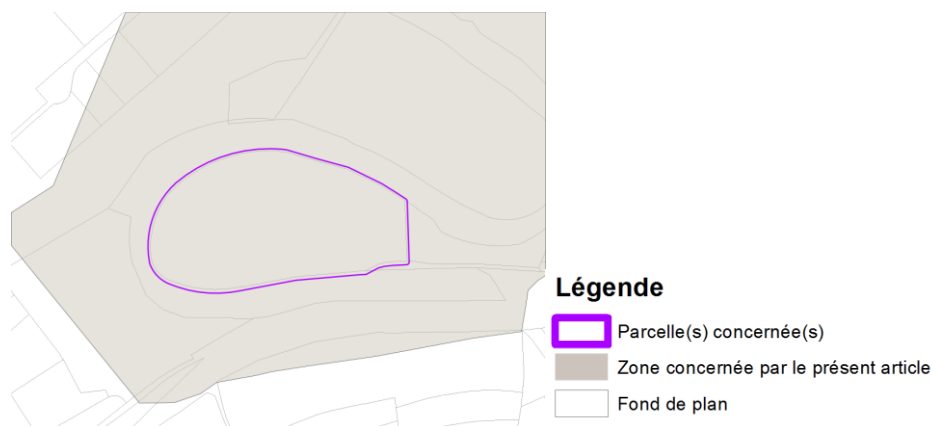 Légende
Parcelle(s) concernée(s)
Zone concernée par le présent article
Fond de plan